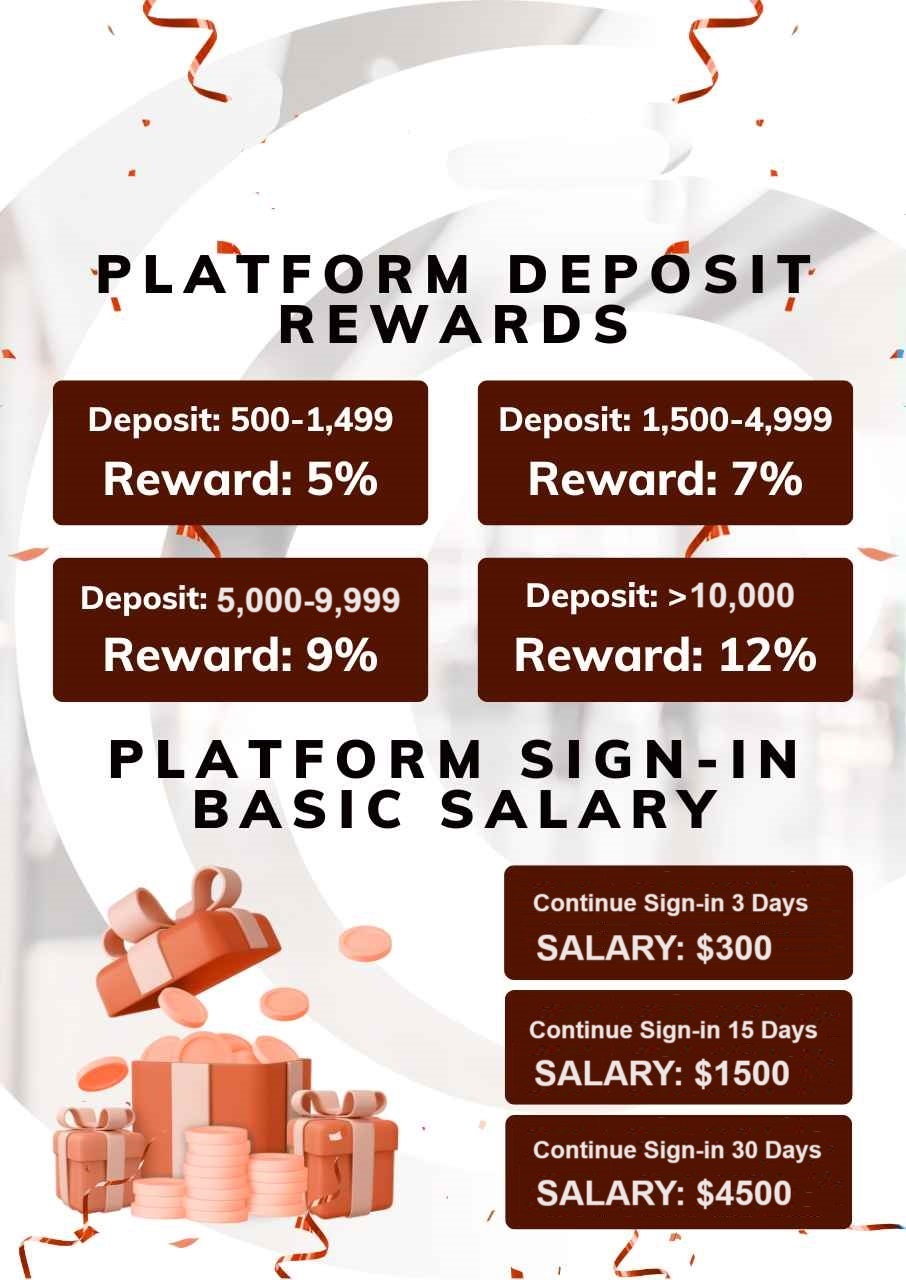 PLATFORM DEPOSIT
REWARDS
Deposit: 500-1,499
Reward: 5%
Deposit: 1,500-4,999
Reward: 7%
Deposit: 5,000-9,999
Reward: 9%
Deposit: >10,000
Reward: 12%
PLATFORM SIGN-IN
BASIC SALARY
Continue Sign-in 3 Days
SALARY: $300
Continue Sign-in 15 Days
SALARY: $1500
Continue Sign-in 30 Days
SALARY: $4500